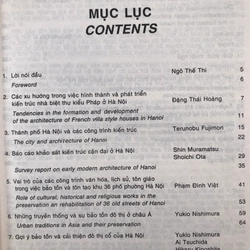 MỤC LỤC
CONTENTS
1. Lời nói đầu Ngô Thế Thi 5
Foreword 6
2. Các xu hướng trong việc hình thành và phát triển
kiến trúc nhà biệt thự kiểu Pháp ở Hà Nội Đặng Thái Hoàng 7
Tendencies in the formation and development
of the architecture of French villa style houses in Hanoi 11
3. Thành phố Hà Nội và các công trình kiến trúc Terunobu Fujimori 15
The city and architecture of Hanoi 22
4. Báo cáo khảo sát kiến trúc cận đại ở Hà Nội Shin Muramatsu
Shoichi Ota 29
Survey report on early modern architecture of Hanoi 35
5. Vai trò của các công trình văn hóa, lịch sử, tôn giáo
trong việc bảo tồn và tôn tạo khu 36 phố phường Hà Nội Phạm Đình Việt 41
Role of cultural, historical and religious works in the
preservation and rehabilitation of 36 old streets of Hanoi 53
6. Những truyền thống và sự bảo tồn đô thị ở châu Á Yukio Nishimura 59
Urban traditions in Asia and their preservation 64
7. Gợi ý bảo tồn và cải thiện đô thị cổ của Hà Nội Yukio Nishimura
Ai Tsuchida